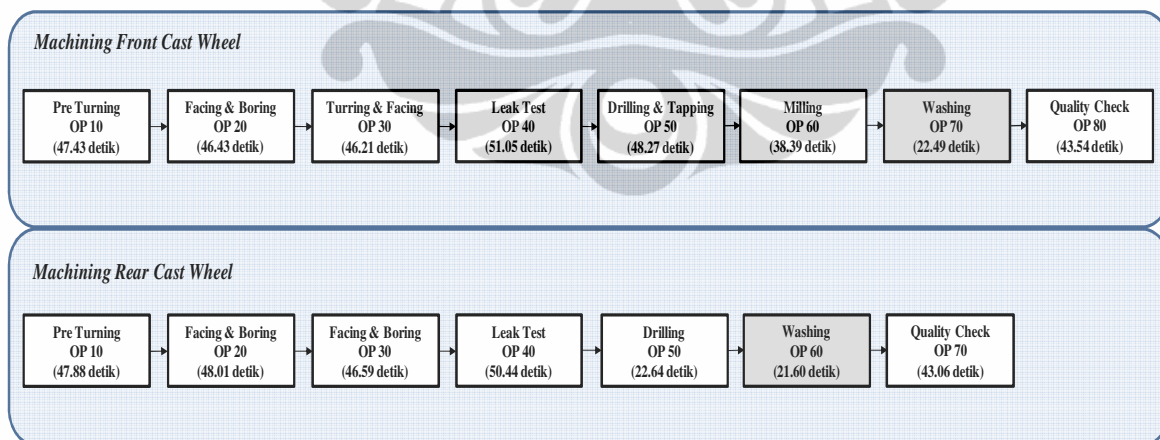 Machining Front Cast Wheel
Pre Turning
OP 10
(47.43 detik)
Facing & Boring
OP 20
(46.43 detik)
Turring & Facing
OP 30
(46.21 detik)
Leak Test
OP 40
(51.05 detik)
Drilling & Tapping
OP 50
(48.27 detik)
Milling
OP 60
(38.39 detik)
Washing
OP 70
(22.49 detik)
Quality Check
OP 80
(43.54 detik)
Machining Rear Cast Wheel
Pre Turning
OP 10
(47.88 detik)
Facing & Boring
OP 20
(48.01 detik)
Facing & Boring
OP 30
(46.59 detik)
Leak Test
OP 40
(50.44 detik)
Drilling
OP 50
(22.64 detik)
Washing
OP 60
(21.60 detik)
Quality Check
OP 70
(43.06 detik)